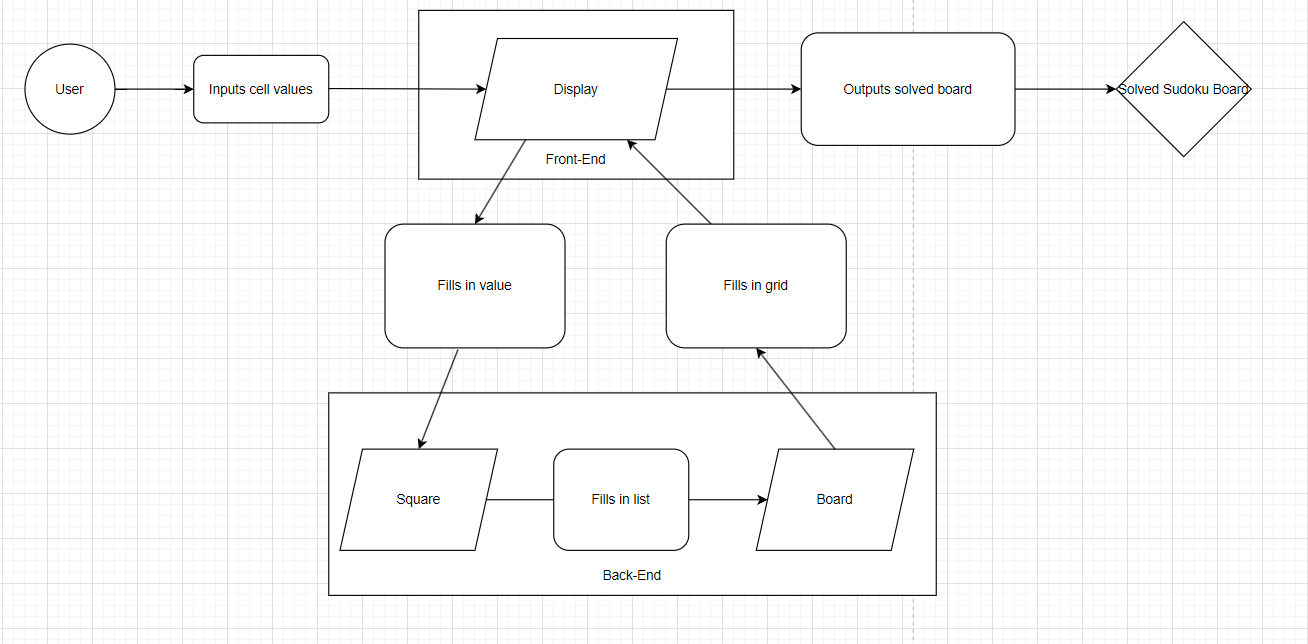 User
Inputs cell values
Display
Outputs solved board
Solved Sudoku Board
Front-End
Fills in value
Fills in grid
Square
Fills in list
Board
Back-End